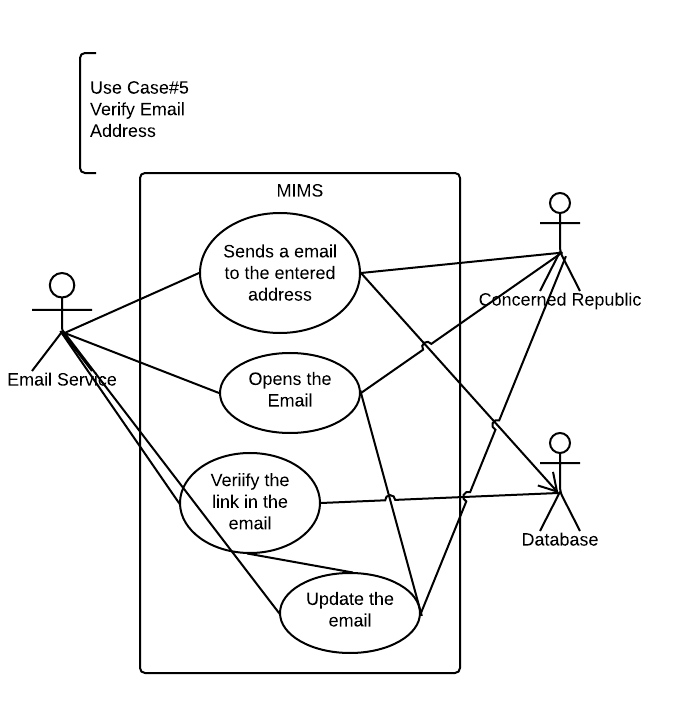 Use Case#5
Verify Email
Address
MIMS
Sends a email
to the entered
address
Concerned Republic
Email Service
Opens the
Email
Veriify the
link in the
email
Database
Update the
email